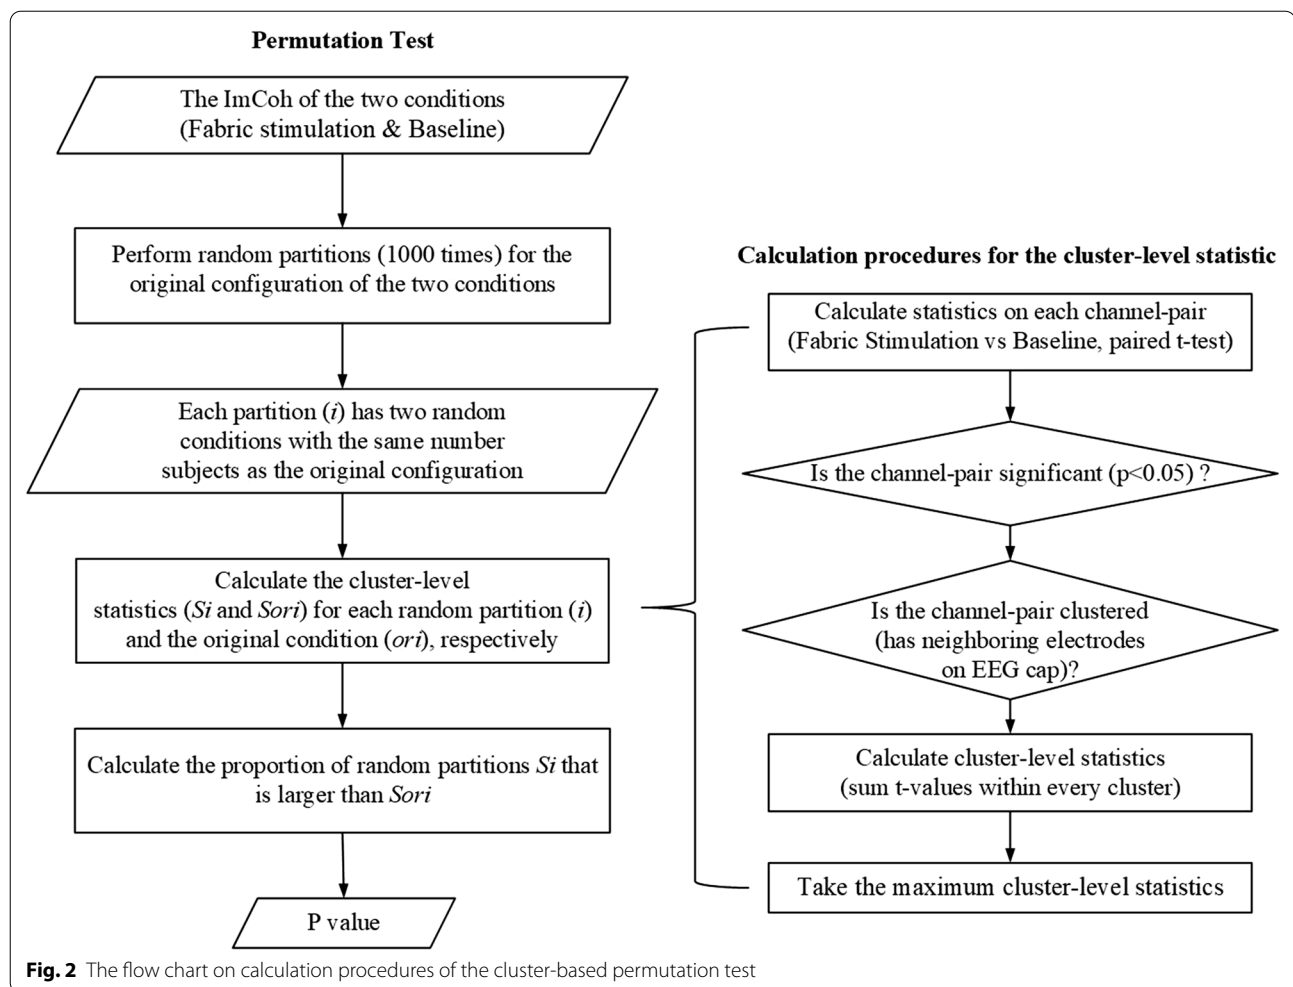 Permutation Test
The ImCoh of the two conditions
(Fabric stimulation & Baseline)
Perform random partitions (1000 times) for the
original configuration of the two conditions
Each partition (i) has two random
conditions with the same number
subjects as the original configuration
Calculate the cluster-level
statistics (Si and Sori) for each random partition (i)
and the original condition (ori), respectively
Calculate the proportion of random partitions Si that
is larger than Sori
P value
Calculation procedures for the cluster-level statistic
Calculate statistics on each channel-pair
(Fabric Stimulation vs Baseline, paired t-test)
Is the channel-pair significant (p<0.05) ?
Is the channel-pair clustered
(has neighboring electrodes
on EEG cap)?
Calculate cluster-level statistics
(sum t-values within every cluster)
Take the maximum cluster-level statistics
Fig. 2 The flow chart on calculation procedures of the cluster-based permutation test